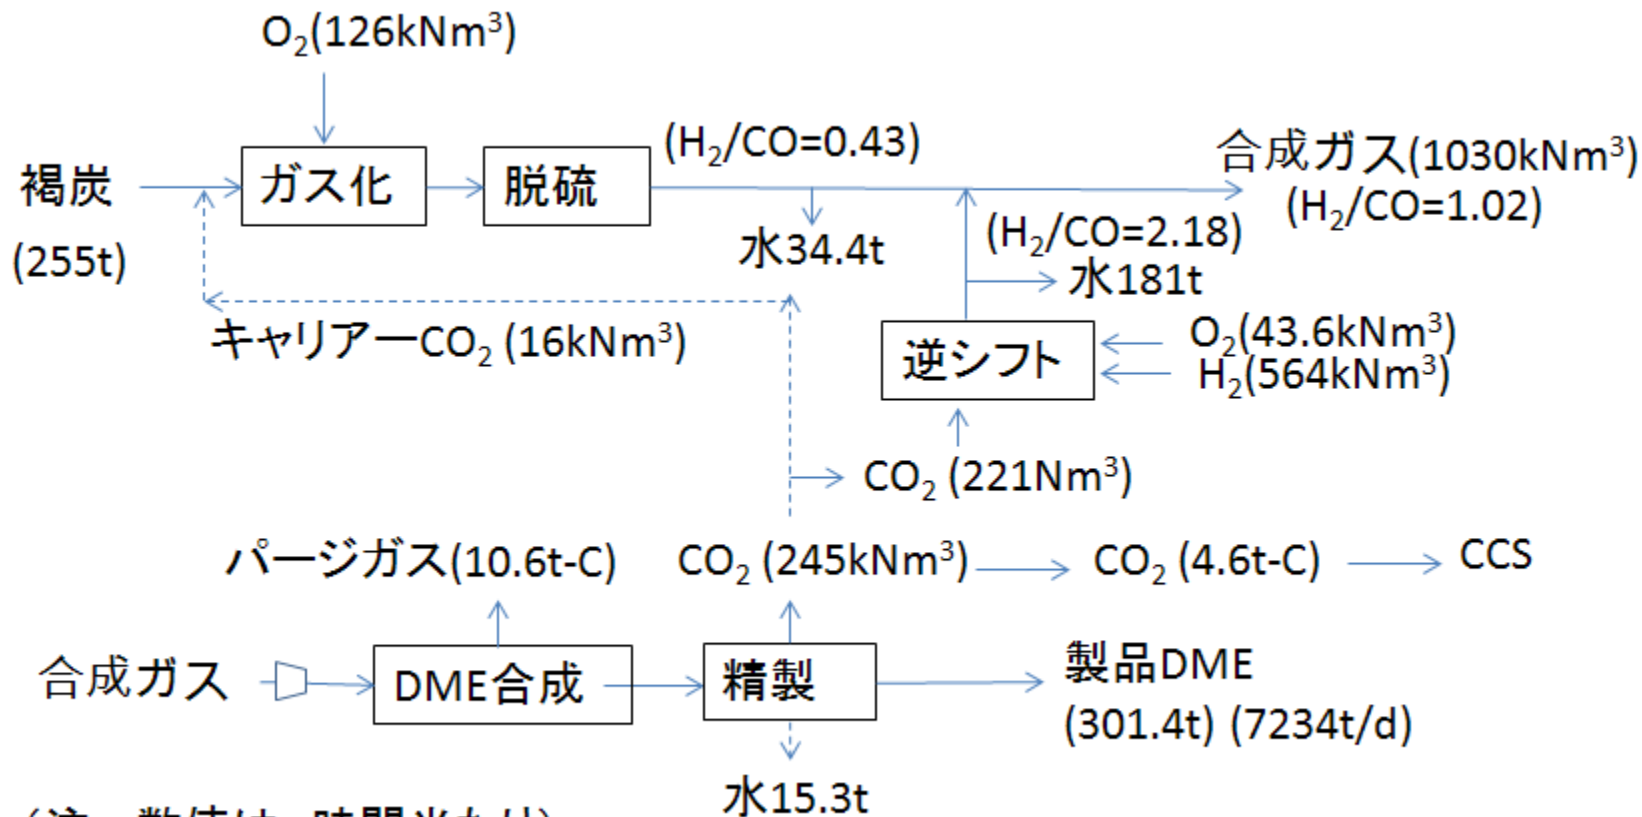 O₂(126kNm³)
(H₂/CO=0.43)
合成ガス(1030kNm³)
(H₂/CO=1.02)
褐炭
(255t)
ガス化
脱硫
水34.4t
(H₂/CO=2.18)
水181t
キャリアーCO₂ (16kNm³)
逆シフト
O₂(43.6kNm³)
H₂(564kNm³)
CO₂ (221Nm³)
パージガス(10.6t-C)
CO₂ (245kNm³)
CO₂ (4.6t-C)
CCS
合成ガス
DME合成
精製
製品DME
(301.4t) (7234t/d)
水15.3t